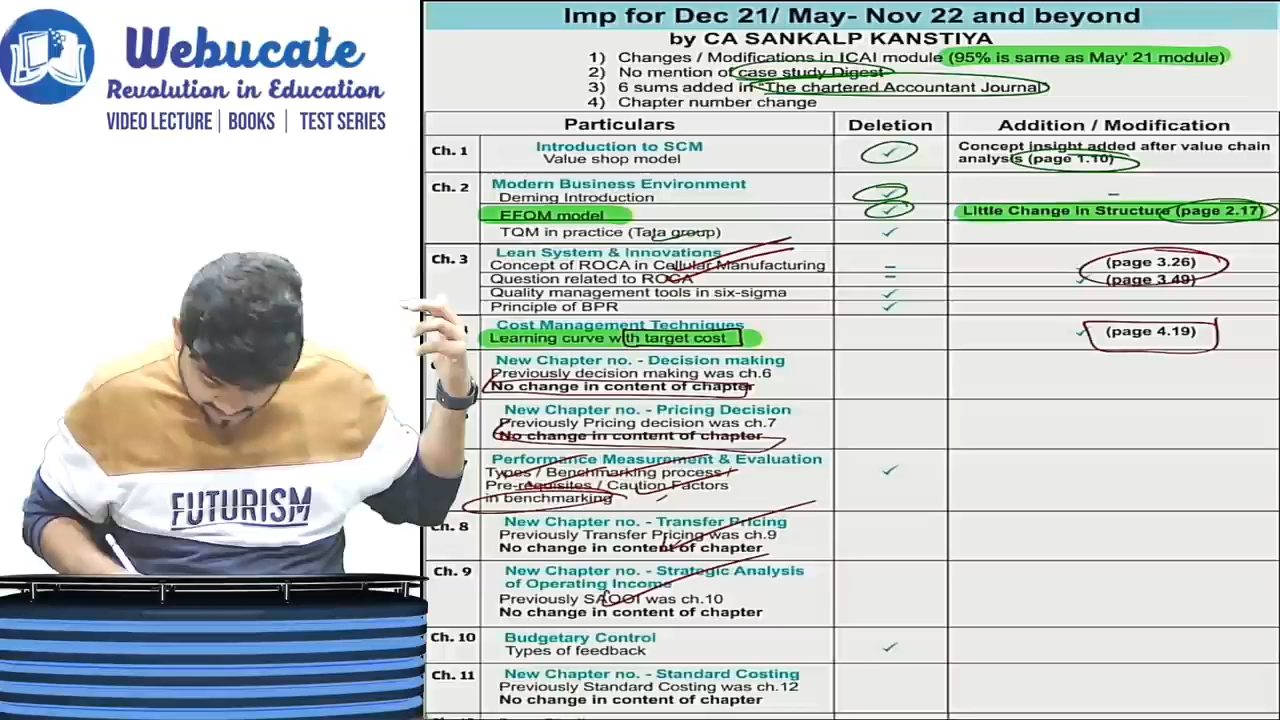 Webucate
Revolution in Education
VIDEO LECTURE | BOOKS | TEST SERIES
FUTURISM
Imp for Dec 21/ May- Nov 22 and beyond
by CA SANKALP KANSTIYA
1) Changes / Modifications in ICAI module (95% is same as May' 21 module)
2) No mention of case study Digest
3) 6 sums added in "The chartered Accountant Journal
4) Chapter number change
Particulars Deletion Addition / Modification
Ch. 1 Introduction to SCM
Value shop model ✓ Concept insight added after value chain
analysis (page 1.10)
Ch. 2 Modern Business Environment
Deming Introduction ✓ –
EFQM model ✓ Little Change in Structure (page 2.17)
TQM in practice (Tata group) ✓
Ch. 3 Lean System & Innovations
Concept of ROCA in Cellular Manufacturing – (page 3.26)
Question related to ROCA – ✓ (page 3.49)
Quality management tools in six-sigma ✓
Principle of BPR ✓
Cost Management Techniques
Learning curve with target cost ✓ (page 4.19)
New Chapter no. - Decision making
Previously decision making was ch.6
No change in content of chapter
New Chapter no. - Pricing Decision
Previously Pricing decision was ch.7
No change in content of chapter
Performance Measurement & Evaluation
Types / Benchmarking process / ✓
Pre-requisites / Caution Factors
in benchmarking
Ch. 8 New Chapter no. - Transfer Pricing
Previously Transfer Pricing was ch.9
No change in content of chapter
Ch. 9 New Chapter no. - Strategic Analysis
of Operating Income
Previously SAOOI was ch.10
No change in content of chapter
Ch. 10 Budgetary Control
Types of feedback ✓
Ch. 11 New Chapter no. - Standard Costing
Previously Standard Costing was ch.12
No change in content of chapter